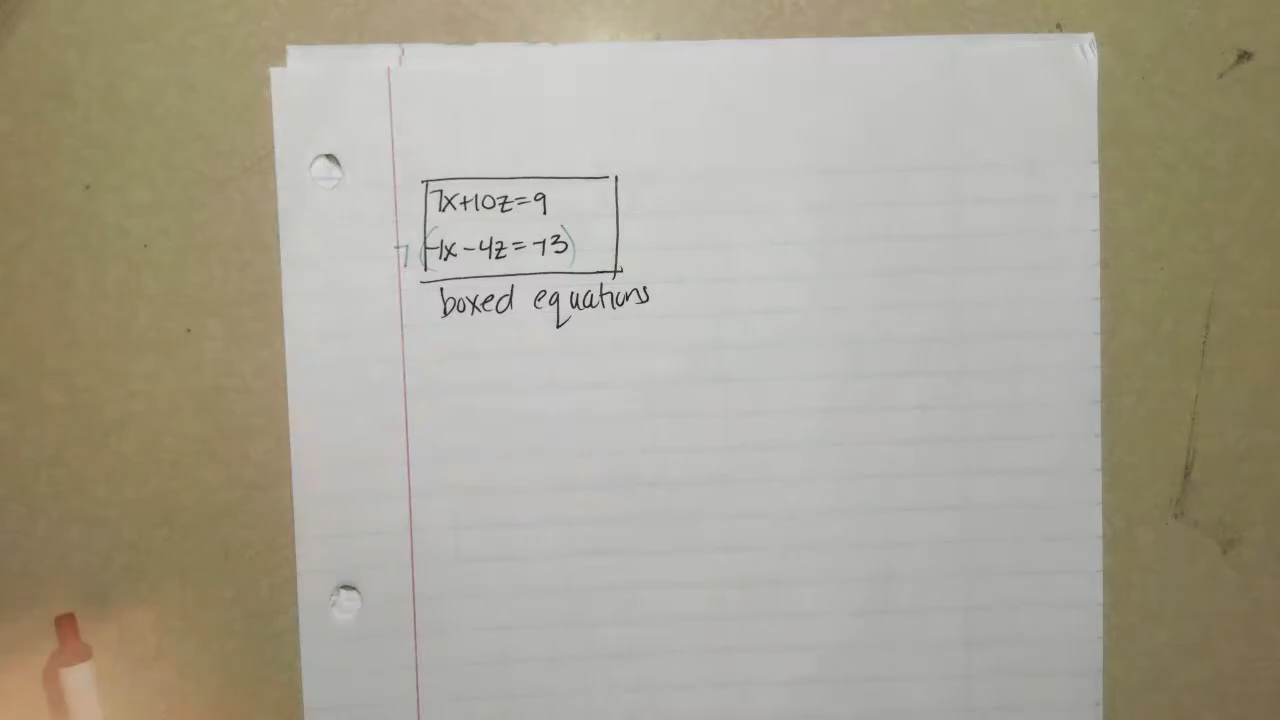 7x+10z=9
7(-1x-4z=-13)
boxed equations